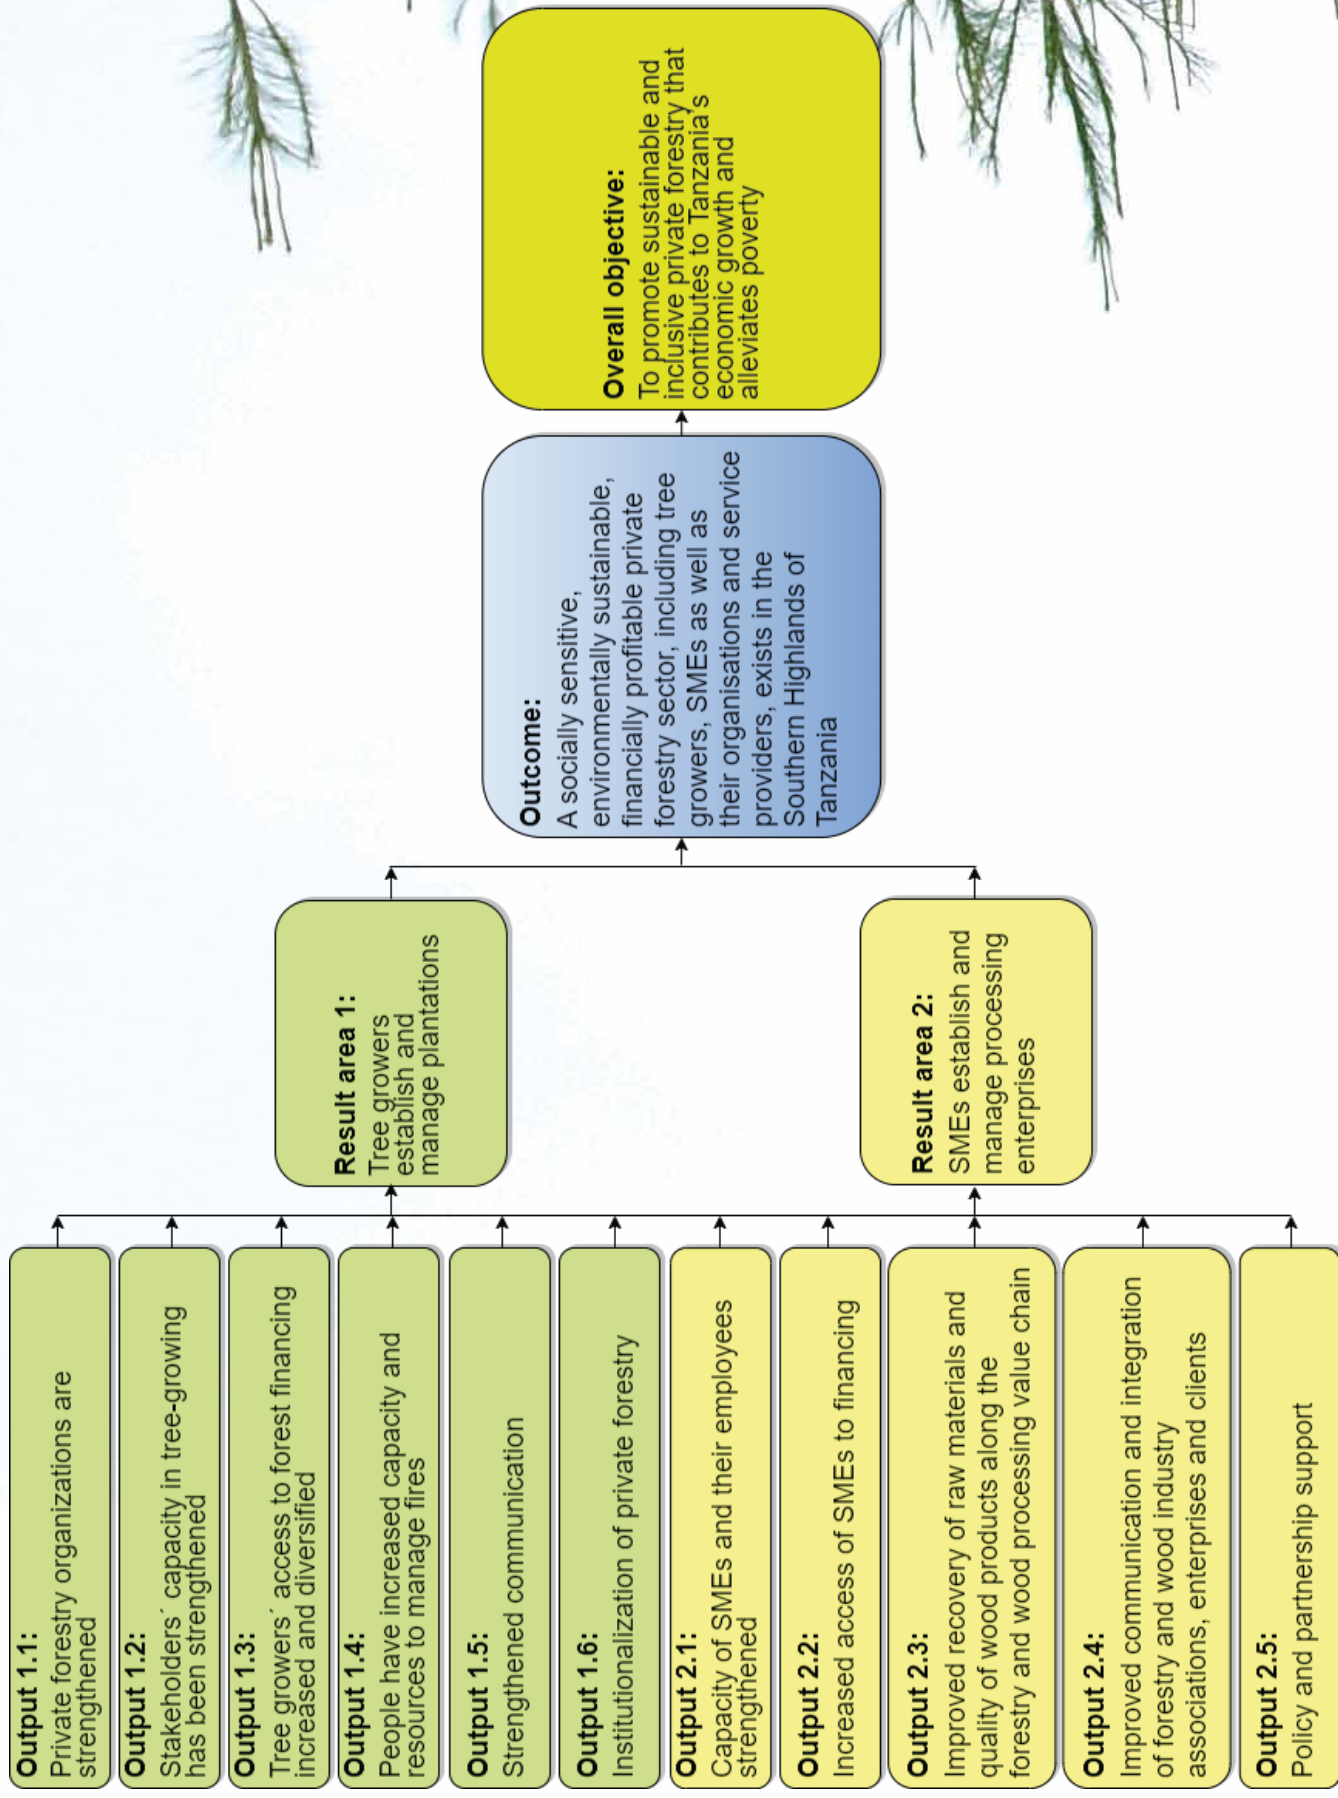 Output 1.1:
Private forestry organizations are
strengthened
Output 1.2:
Stakeholders´ capacity in tree-growing
has been strengthened
Output 1.3:
Tree growers´ access to forest financing
increased and diversified
Output 1.4:
People have increased capacity and
resources to manage fires
Output 1.5:
Strengthened communication
Output 1.6:
Institutionalization of private forestry
Output 2.1:
Capacity of SMEs and their employees
strengthened
Output 2.2:
Increased access of SMEs to financing
Output 2.3:
Improved recovery of raw materials and
quality of wood products along the
forestry and wood processing value chain
Output 2.4:
Improved communication and integration
of forestry and wood industry
associations, enterprises and clients
Output 2.5:
Policy and partnership support
Result area 1:
Tree growers
establish and
manage plantations
Result area 2:
SMEs establish and
manage processing
enterprises
Outcome:
A socially sensitive,
environmentally sustainable,
financially profitable private
forestry sector, including tree
growers, SMEs as well as
their organisations and service
providers, exists in the
Southern Highlands of
Tanzania
Overall objective:
To promote sustainable and
inclusive private forestry that
contributes to Tanzania's
economic growth and
alleviates poverty